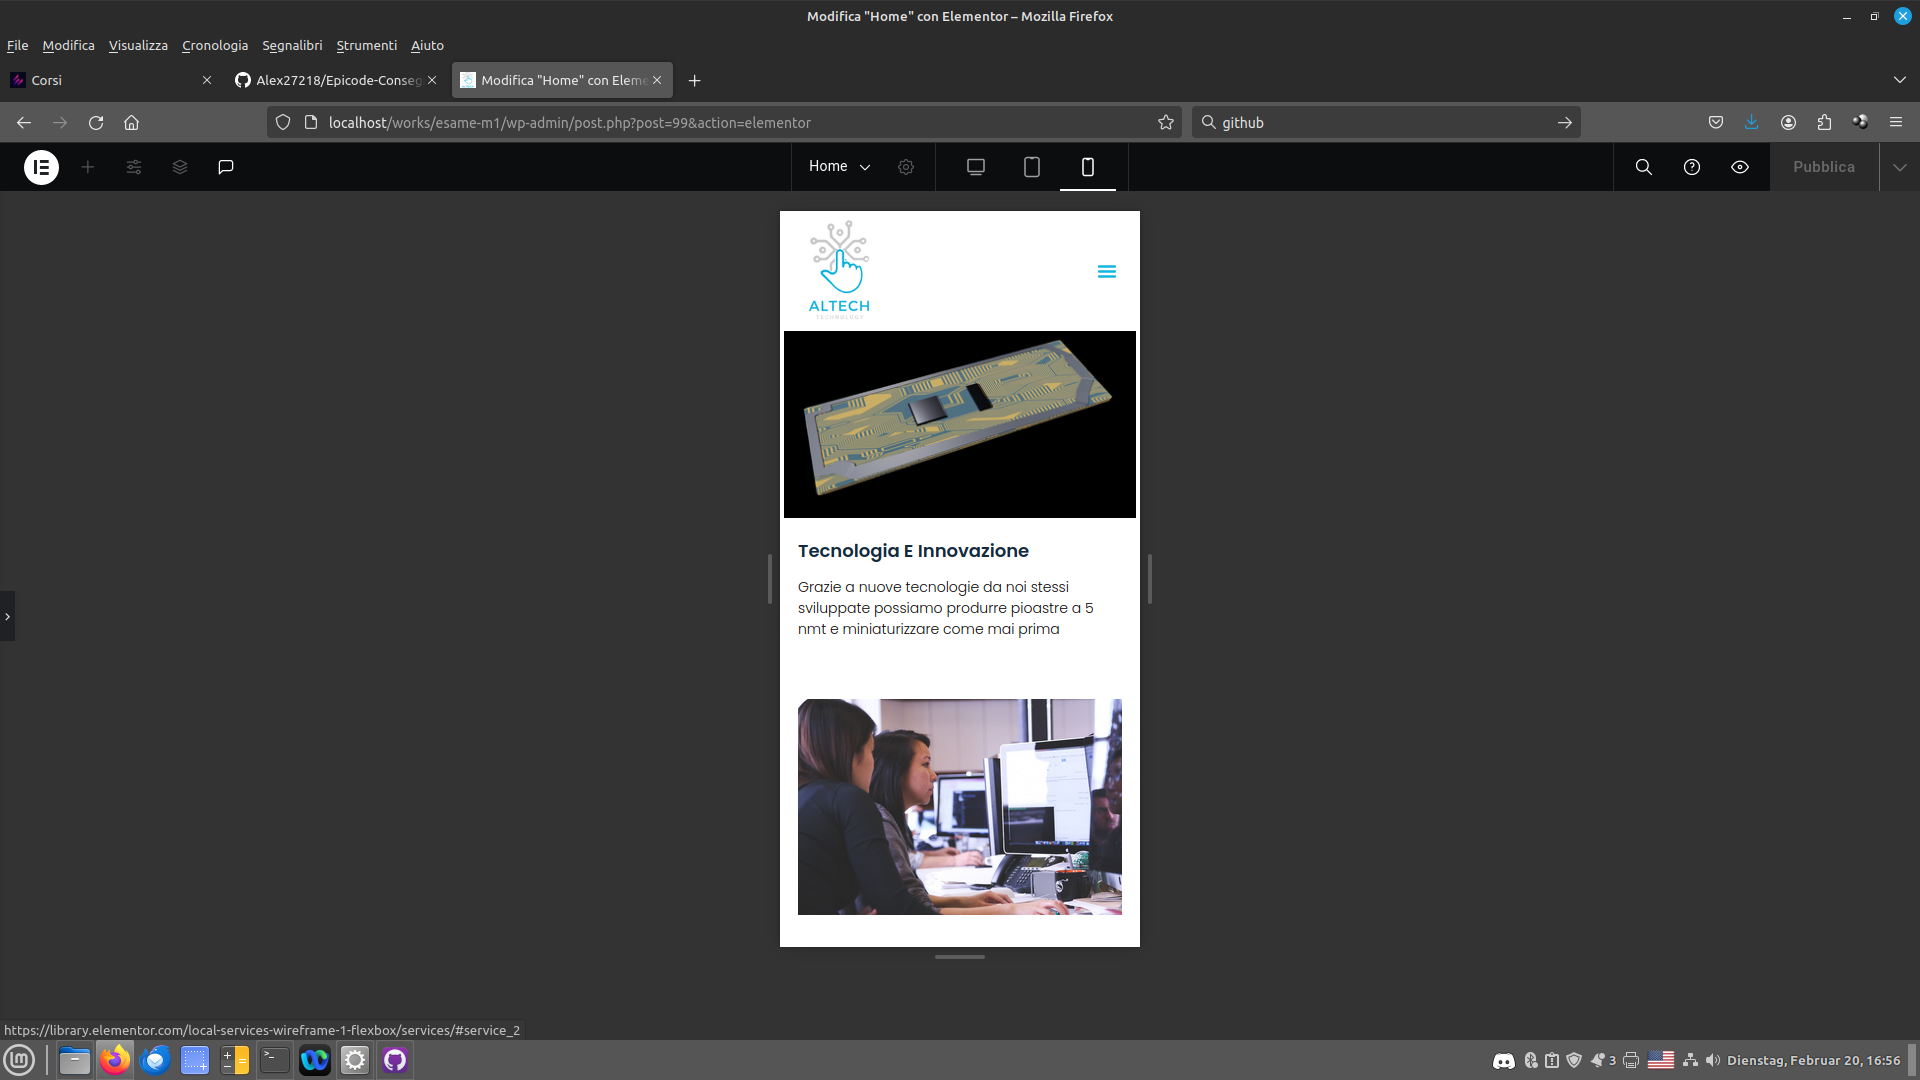 Modifica "Home" con Elementor – Mozilla Firefox
File Modifica Visualizza Cronologia Segnalibri Strumenti Aiuto
Corsi
Alex27218/Epicode-Conseg
Modifica "Home" con Eleme
localhost/works/esame-m1/wp-admin/post.php?post=99&action=elementor
github
Home
Pubblica
ALTECH
TECHNOLOGY
Tecnologia E Innovazione
Grazie a nuove tecnologie da noi stessi
sviluppate possiamo produrre pioastre a 5
nmt e miniaturizzare come mai prima
https://library.elementor.com/local-services-wireframe-1-flexbox/services/#service_2
3
Dienstag, Februar 20, 16:56